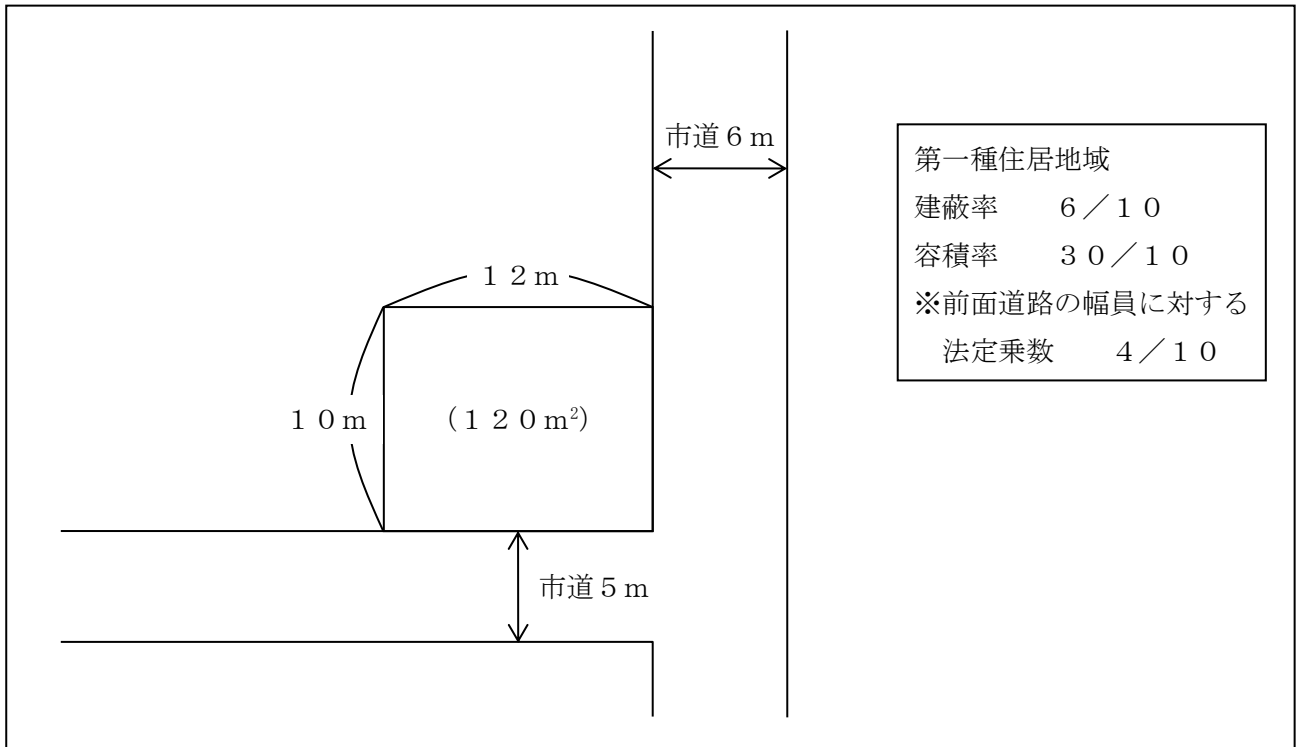 市道６ｍ
第一種住居地域
建蔽率　　６／１０
容積率　　３０／１０
※前面道路の幅員に対する
法定乗数　　４／１０
１２ｍ
１０ｍ
（１２０ｍ²）
市道５ｍ